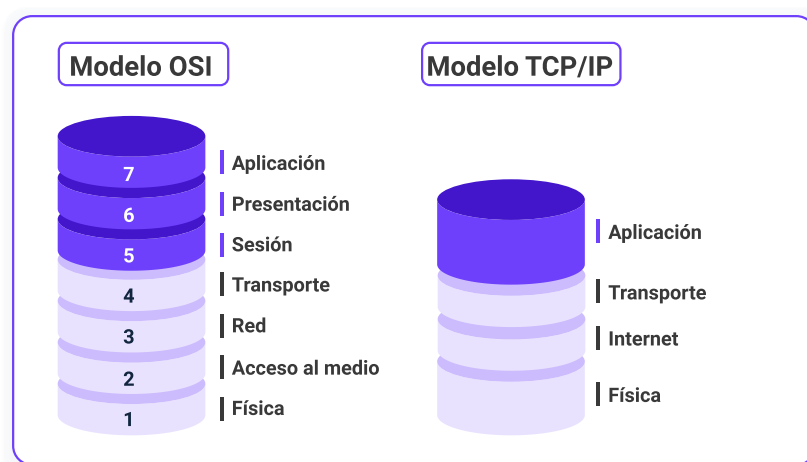 Modelo OSI
7
Aplicación
6
Presentación
5
Sesión
4
Transporte
3
Red
2
Acceso al medio
1
Física
Modelo TCP/IP
Aplicación
Transporte
Internet
Física